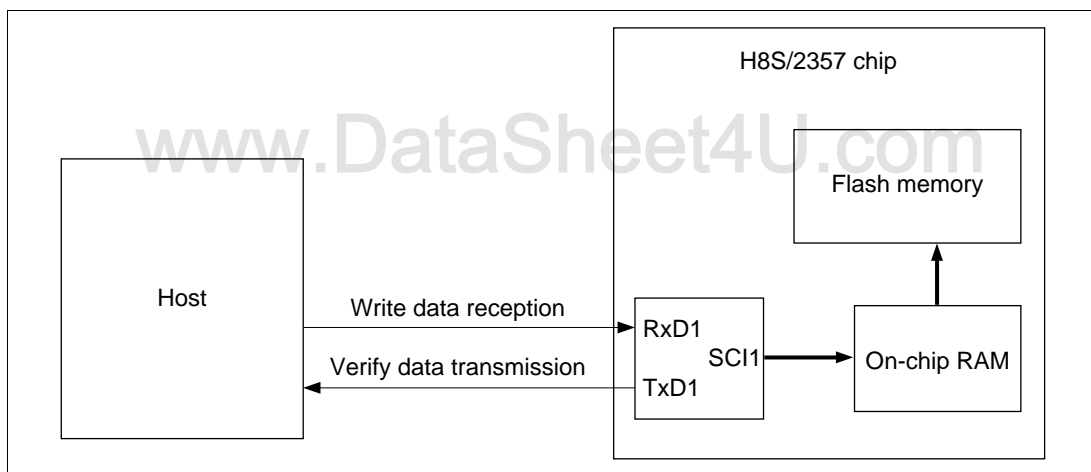 H8S/2357 chip
www.DataSheet4U.com
Flash memory
Host
Write data reception
RxD1
SCI1
On-chip RAM
Verify data transmission
TxD1